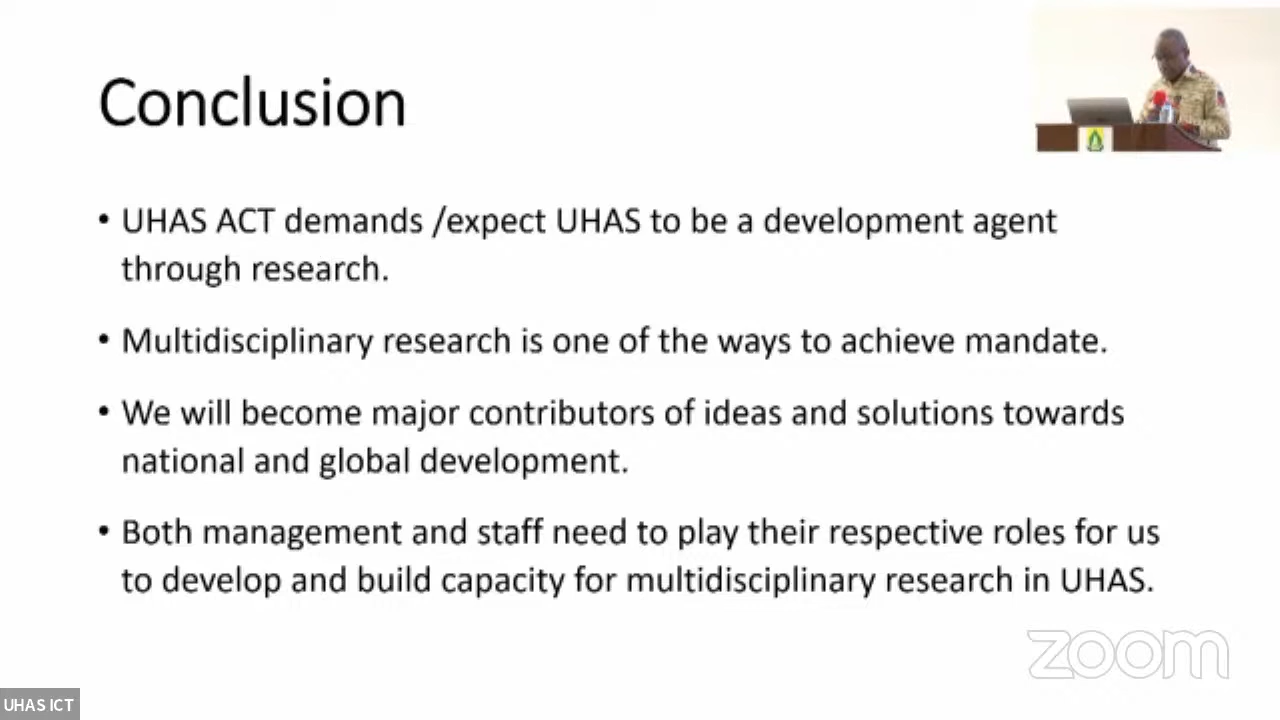 Conclusion
• UHAS ACT demands /expect UHAS to be a development agent
through research.
• Multidisciplinary research is one of the ways to achieve mandate.
• We will become major contributors of ideas and solutions towards
national and global development.
• Both management and staff need to play their respective roles for us
to develop and build capacity for multidisciplinary research in UHAS.
zoom
UHAS ICT